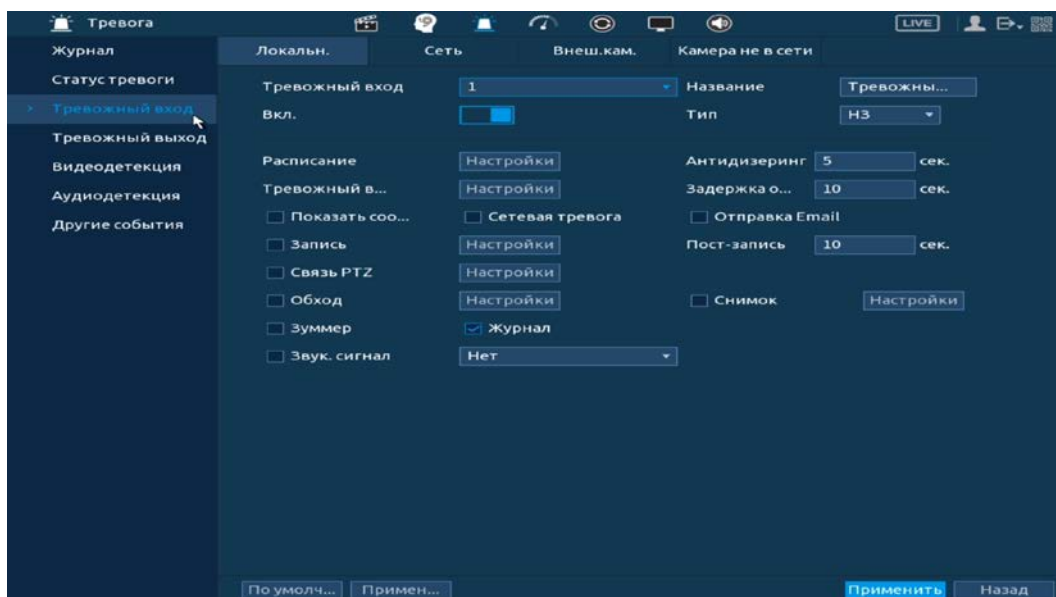 Тревога LIVE
Журнал
Статус тревоги
Тревожный вход
Тревожный выход
Видеодетекция
Аудиодетекция
Другие события
Локальн. Сеть Внеш.кам. Камера не в сети
Тревожный вход 1 Название Тревожны...
Вкл. Тип НЗ
Расписание Настройки Антидизеринг 5 сек.
Тревожный в... Настройки Задержка о... 10 сек.
Показать соо... Сетевая тревога Отправка Email
Запись Настройки Пост-запись 10 сек.
Связь PTZ Настройки
Обход Настройки Снимок Настройки
Зуммер Журнал
Звук. сигнал Нет
По умолч... Примен... Применить Назад